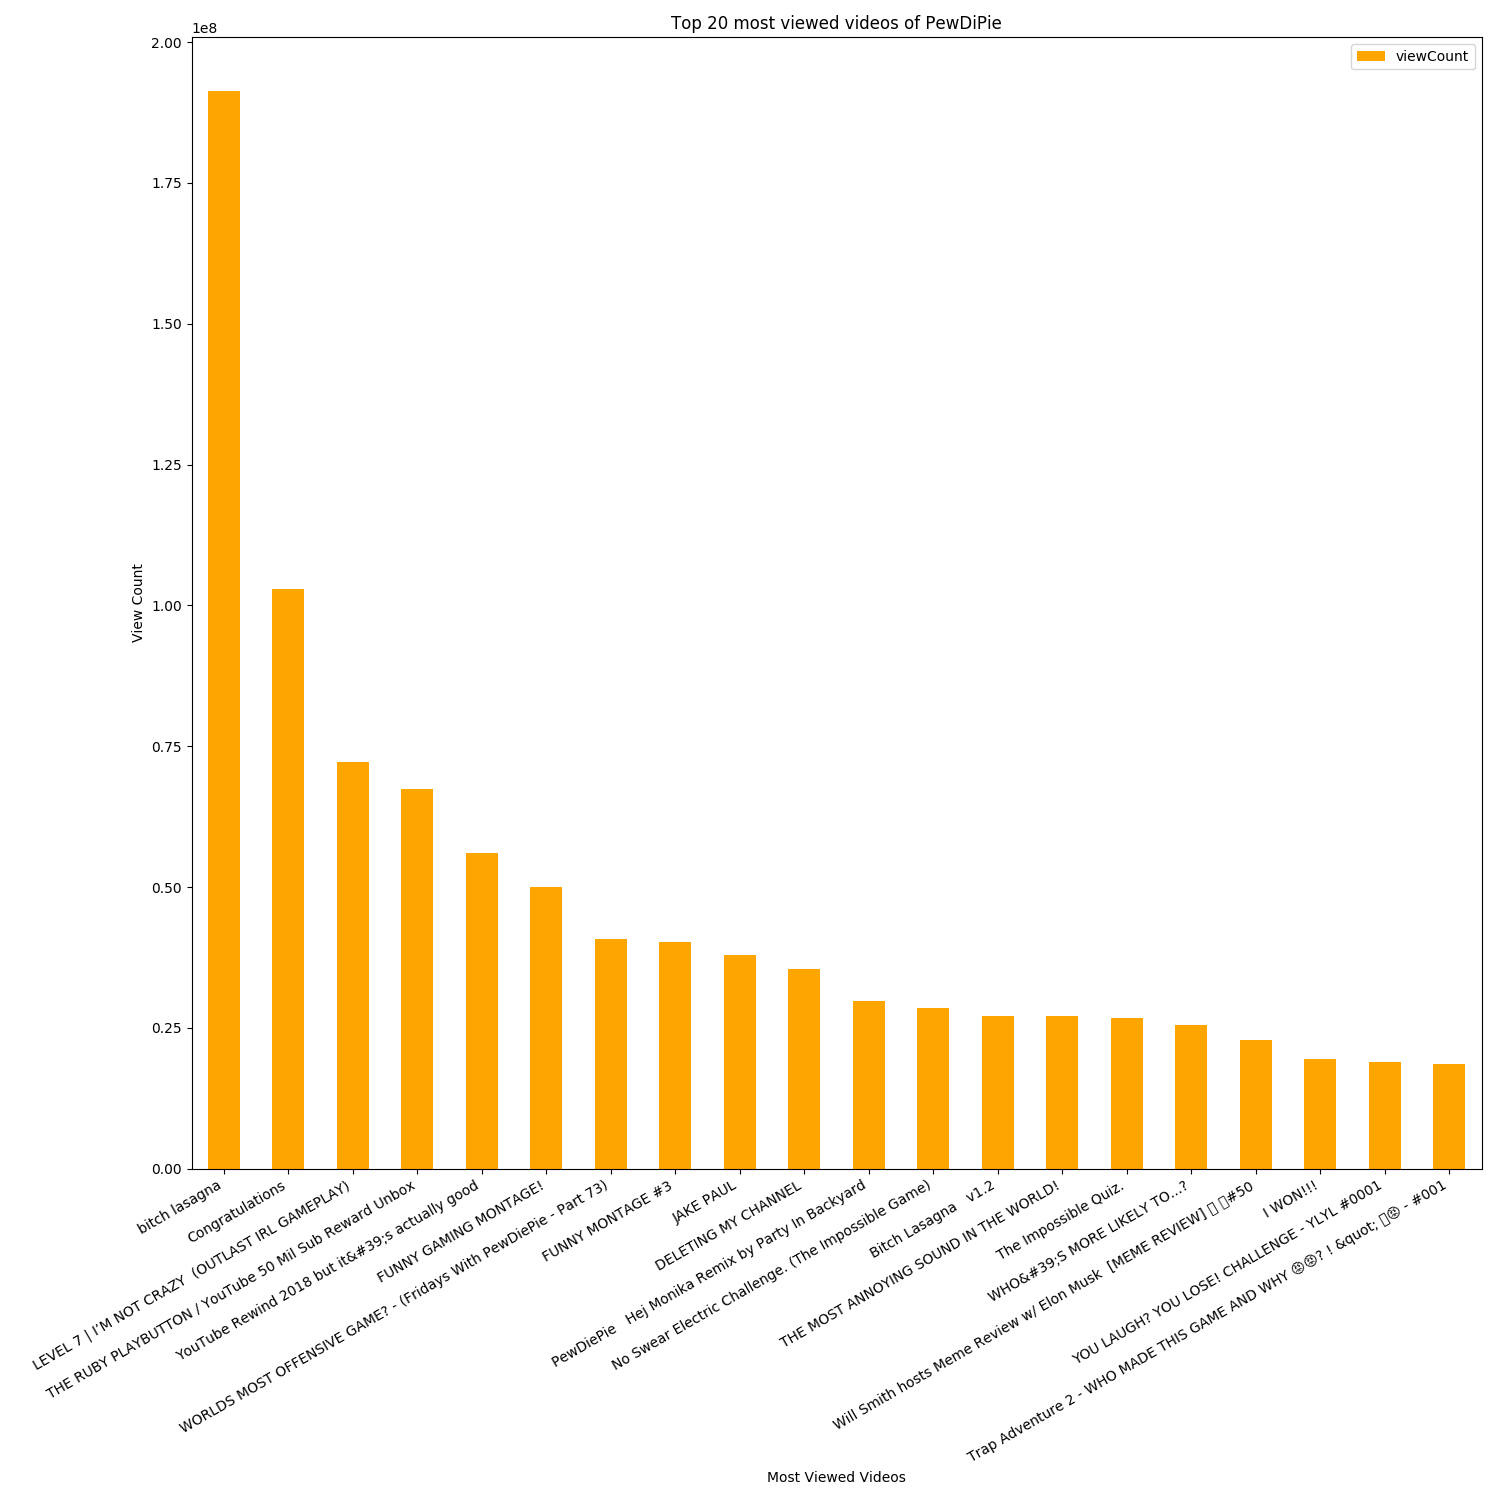 Top 20 most viewed videos of PewDiPie
1e8
viewCount
2.00
1.75
1.50
1.25
1.00
0.75
0.50
0.25
0.00
View Count
bitch lasagna
Congratulations
LEVEL 7 | I'M NOT CRAZY  (OUTLAST IRL GAMEPLAY)
THE RUBY PLAYBUTTON / YouTube 50 Mil Sub Reward Unbox
YouTube Rewind 2018 but it&#39;s actually good
FUNNY GAMING MONTAGE!
WORLDS MOST OFFENSIVE GAME? - (Fridays With PewDiePie - Part 73)
FUNNY MONTAGE #3
JAKE PAUL
DELETING MY CHANNEL
PewDiePie   Hej Monika Remix by Party In Backyard
No Swear Electric Challenge. (The Impossible Game)
Bitch Lasagna   v1.2
THE MOST ANNOYING SOUND IN THE WORLD!
The Impossible Quiz.
WHO&#39;S MORE LIKELY TO...?
Will Smith hosts Meme Review w/ Elon Musk  [MEME REVIEW] ▯ ▯#50
I WON!!!
YOU LAUGH? YOU LOSE! CHALLENGE - YLYL #0001
Trap Adventure 2 - WHO MADE THIS GAME AND WHY 😡😡? ! &quot; ▯😡 - #001
Most Viewed Videos